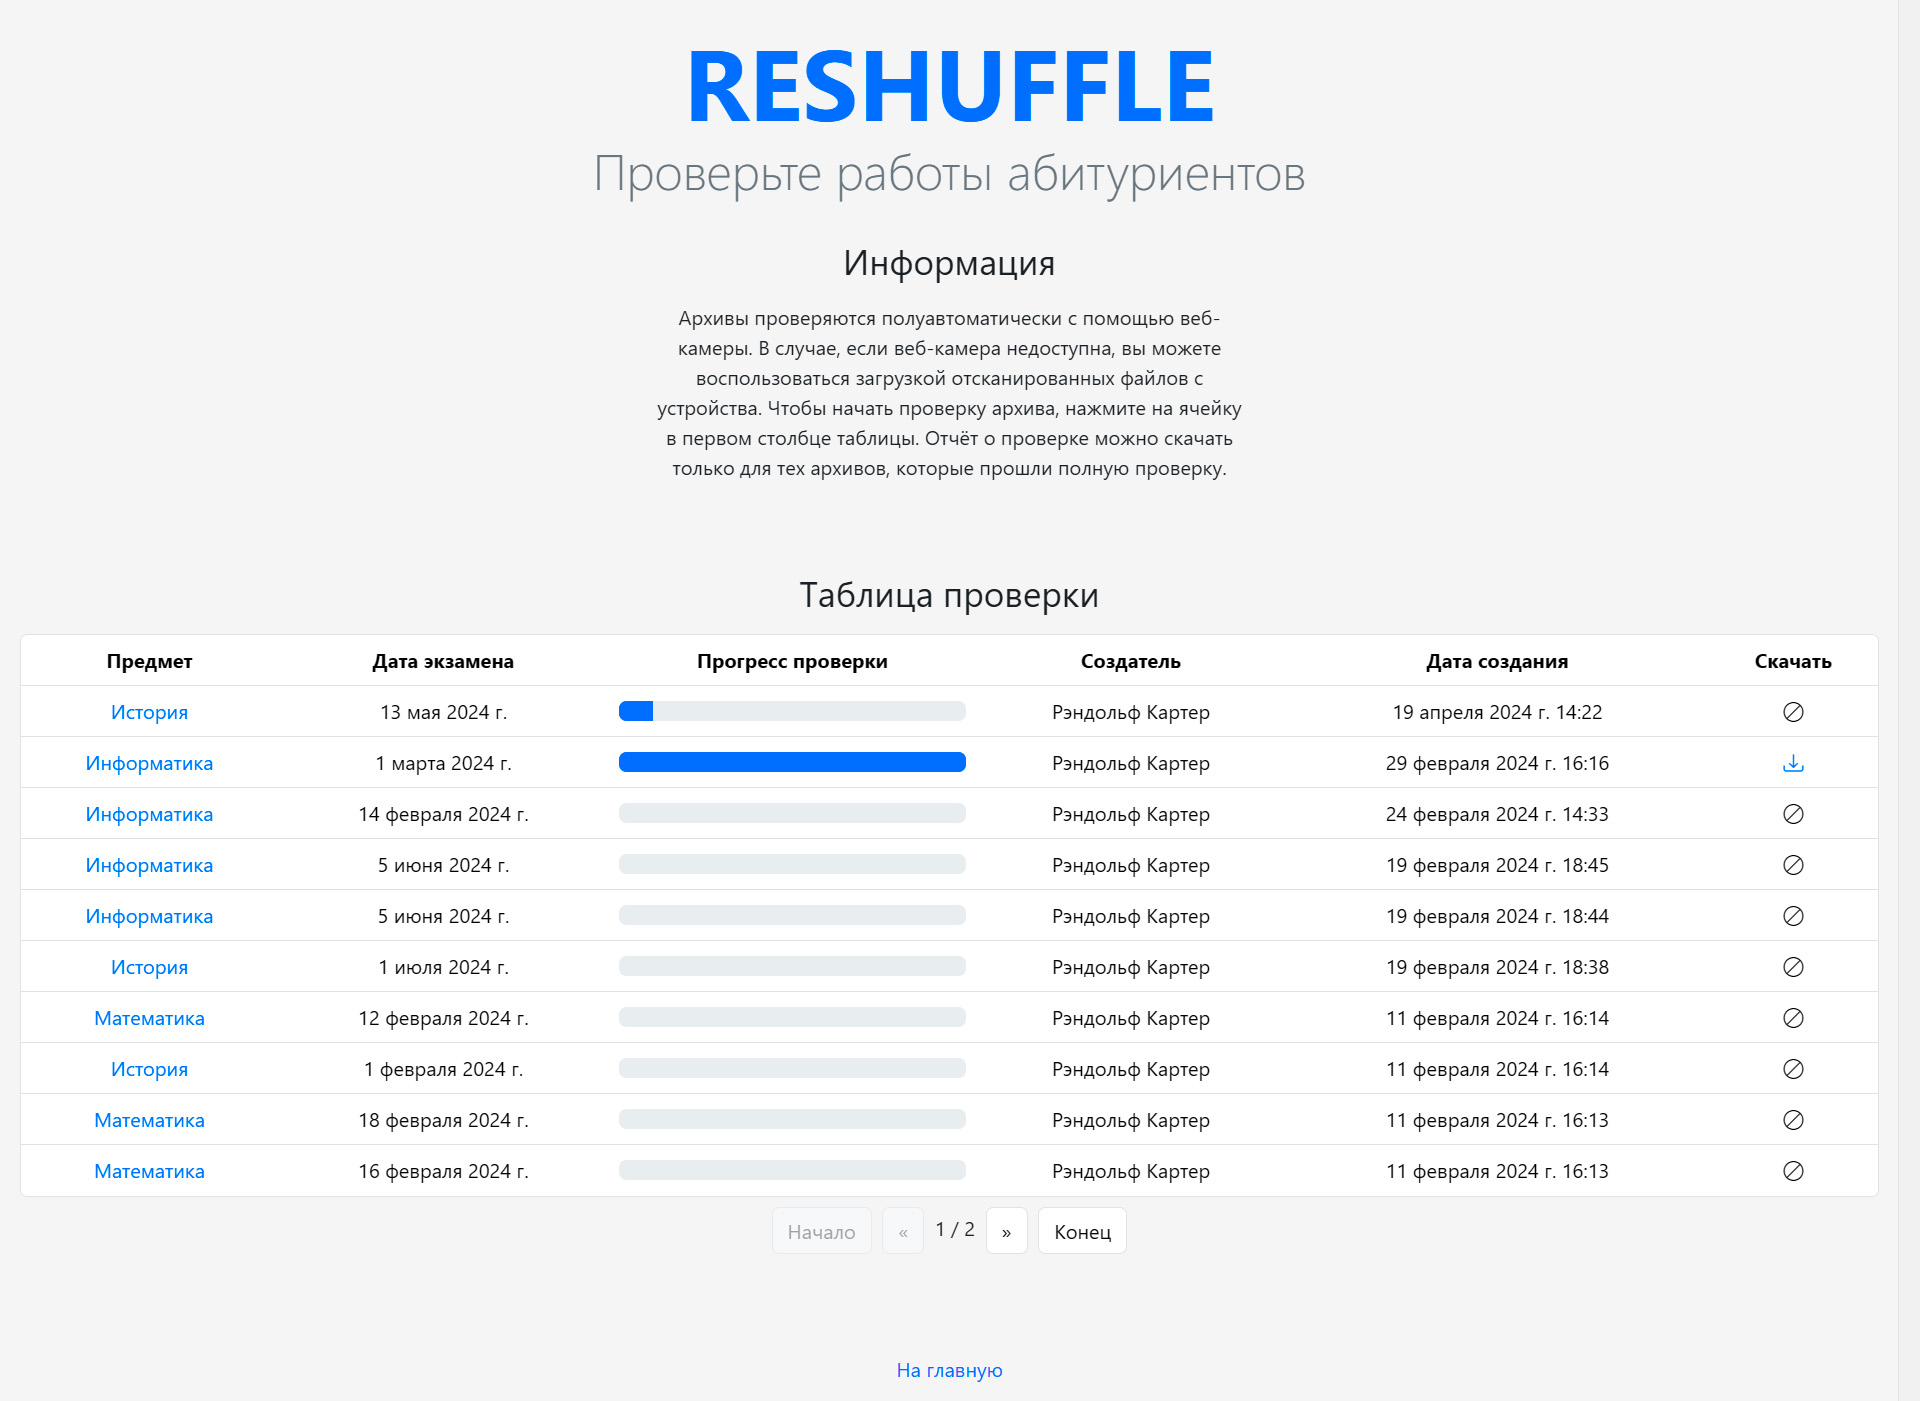 RESHUFFLE
Проверьте работы абитуриентов
Информация
Архивы проверяются полуавтоматически с помощью веб-
камеры. В случае, если веб-камера недоступна, вы можете
воспользоваться загрузкой отсканированных файлов с
устройства. Чтобы начать проверку архива, нажмите на ячейку
в первом столбце таблицы. Отчёт о проверке можно скачать
только для тех архивов, которые прошли полную проверку.
Таблица проверки
Предмет Дата экзамена Прогресс проверки Создатель Дата создания Скачать
История 13 мая 2024 г. Рэндольф Картер 19 апреля 2024 г. 14:22
Информатика 1 марта 2024 г. Рэндольф Картер 29 февраля 2024 г. 16:16
Информатика 14 февраля 2024 г. Рэндольф Картер 24 февраля 2024 г. 14:33
Информатика 5 июня 2024 г. Рэндольф Картер 19 февраля 2024 г. 18:45
Информатика 5 июня 2024 г. Рэндольф Картер 19 февраля 2024 г. 18:44
История 1 июля 2024 г. Рэндольф Картер 19 февраля 2024 г. 18:38
Математика 12 февраля 2024 г. Рэндольф Картер 11 февраля 2024 г. 16:14
История 1 февраля 2024 г. Рэндольф Картер 11 февраля 2024 г. 16:14
Математика 18 февраля 2024 г. Рэндольф Картер 11 февраля 2024 г. 16:13
Математика 16 февраля 2024 г. Рэндольф Картер 11 февраля 2024 г. 16:13
Начало « 1 / 2 » Конец
На главную